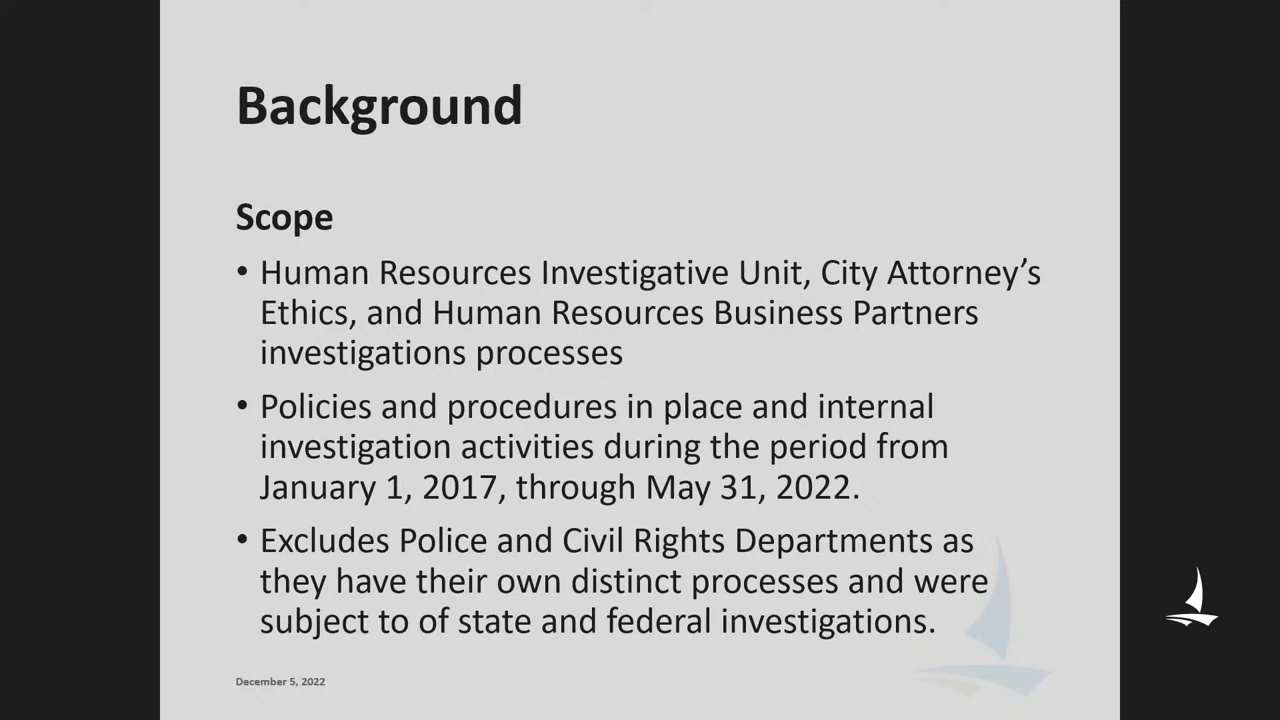 Background
Scope
• Human Resources Investigative Unit, City Attorney’s
Ethics, and Human Resources Business Partners
investigations processes
• Policies and procedures in place and internal
investigation activities during the period from
January 1, 2017, through May 31, 2022.
• Excludes Police and Civil Rights Departments as
they have their own distinct processes and were
subject to of state and federal investigations.
December 5, 2022